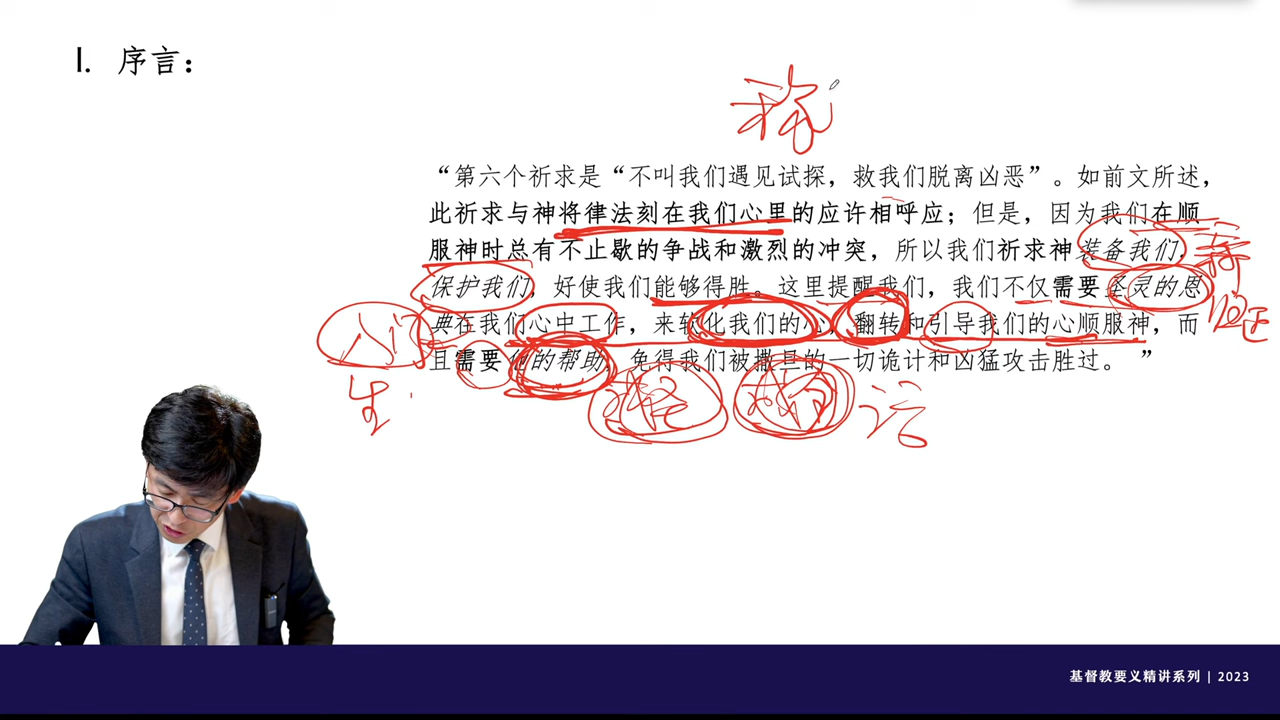 I. 序言：
“第六个祈求是“不叫我们遇见试探，救我们脱离凶恶”。如前文所述，
此祈求与神将律法刻在我们心里的应许相呼应；但是，因为我们在顺
服神时总有不止歇的争战和激烈的冲突，所以我们祈求神装备我们，
保护我们，好使我们能够得胜。这里提醒我们，我们不仅需要圣灵的恩
典在我们心中工作，来软化我们的心，翻转和引导我们的心顺服神，而
且需要他的帮助，免得我们被撒旦的一切诡计和凶猛攻击胜过。”
入门
生
基督教要义精讲系列 | 2023